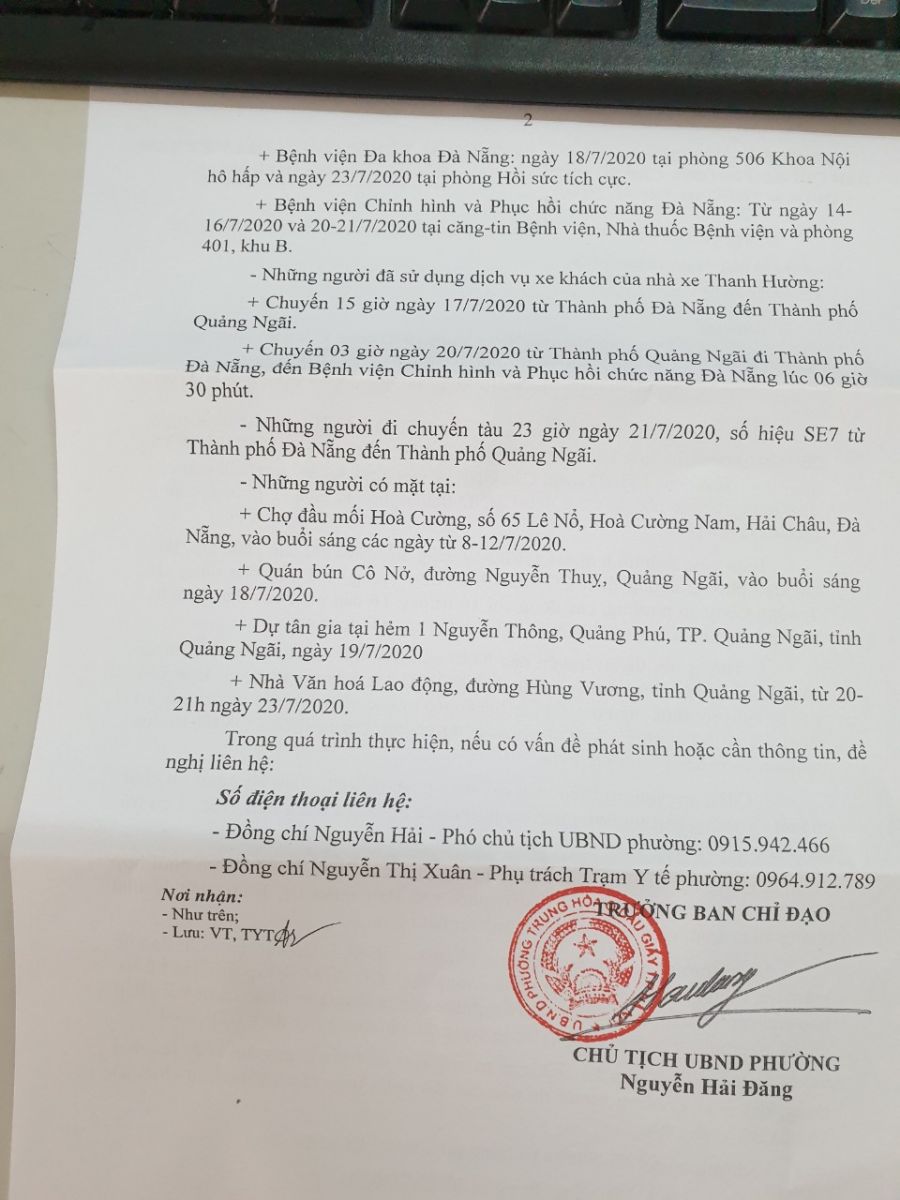 2
+ Bệnh viện Đa khoa Đà Nẵng: ngày 18/7/2020 tại phòng 506 Khoa Nội
hô hấp và ngày 23/7/2020 tại phòng Hồi sức tích cực.
+ Bệnh viện Chỉnh hình và Phục hồi chức năng Đà Nẵng: Từ ngày 14-
16/7/2020 và 20-21/7/2020 tại căng-tin Bệnh viện, Nhà thuốc Bệnh viện và phòng
401, khu B.
- Những người đã sử dụng dịch vụ xe khách của nhà xe Thanh Hường:
+ Chuyến 15 giờ ngày 17/7/2020 từ Thành phố Đà Nẵng đến Thành phố
Quảng Ngãi.
+ Chuyến 03 giờ ngày 20/7/2020 từ Thành phố Quảng Ngãi đi Thành phố
Đà Nẵng, đến Bệnh viện Chỉnh hình và Phục hồi chức năng Đà Nẵng lúc 06 giờ
30 phút.
- Những người đi chuyến tàu 23 giờ ngày 21/7/2020, số hiệu SE7 từ
Thành phố Đà Nẵng đến Thành phố Quảng Ngãi.
- Những người có mặt tại:
+ Chợ đầu mối Hoà Cường, số 65 Lê Nổ, Hoà Cường Nam, Hải Châu, Đà
Nẵng, vào buổi sáng các ngày từ 8-12/7/2020.
+ Quán bún Cô Nở, đường Nguyễn Thuỵ, Quảng Ngãi, vào buổi sáng
ngày 18/7/2020.
+ Dự tân gia tại hẻm 1 Nguyễn Thông, Quảng Phú, TP. Quảng Ngãi, tỉnh
Quảng Ngãi, ngày 19/7/2020
+ Nhà Văn hoá Lao động, đường Hùng Vương, tỉnh Quảng Ngãi, từ 20-
21h ngày 23/7/2020.
Trong quá trình thực hiện, nếu có vấn đề phát sinh hoặc cần thông tin, đề
nghị liên hệ:
Số điện thoại liên hệ:
- Đồng chí Nguyễn Hải - Phó chủ tịch UBND phường: 0915.942.466
- Đồng chí Nguyễn Thị Xuân - Phụ trách Trạm Y tế phường: 0964.912.789
Nơi nhận:
- Như trên;
- Lưu: VT, TYT
TRƯỞNG BAN CHỈ ĐẠO
UBND PHƯỜNG TRUNG HÒA
CHỦ TỊCH UBND PHƯỜNG
Nguyễn Hải Đăng